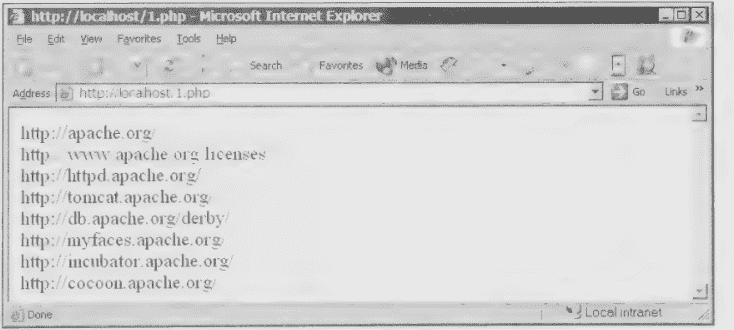 http://localhost/1.php - Microsoft Internet Explorer
File Edit View Favorites Tools Help
Search Favorites Media
Address http://localhost/1.php Go Links »
http://apache.org/
http www apache org licenses
http://httpd.apache.org/
http://tomcat.apache.org/
http://db.apache.org/derby/
http://myfaces.apache.org/
http://incubator.apache.org/
http://cocoon.apache.org/
Done Local intranet